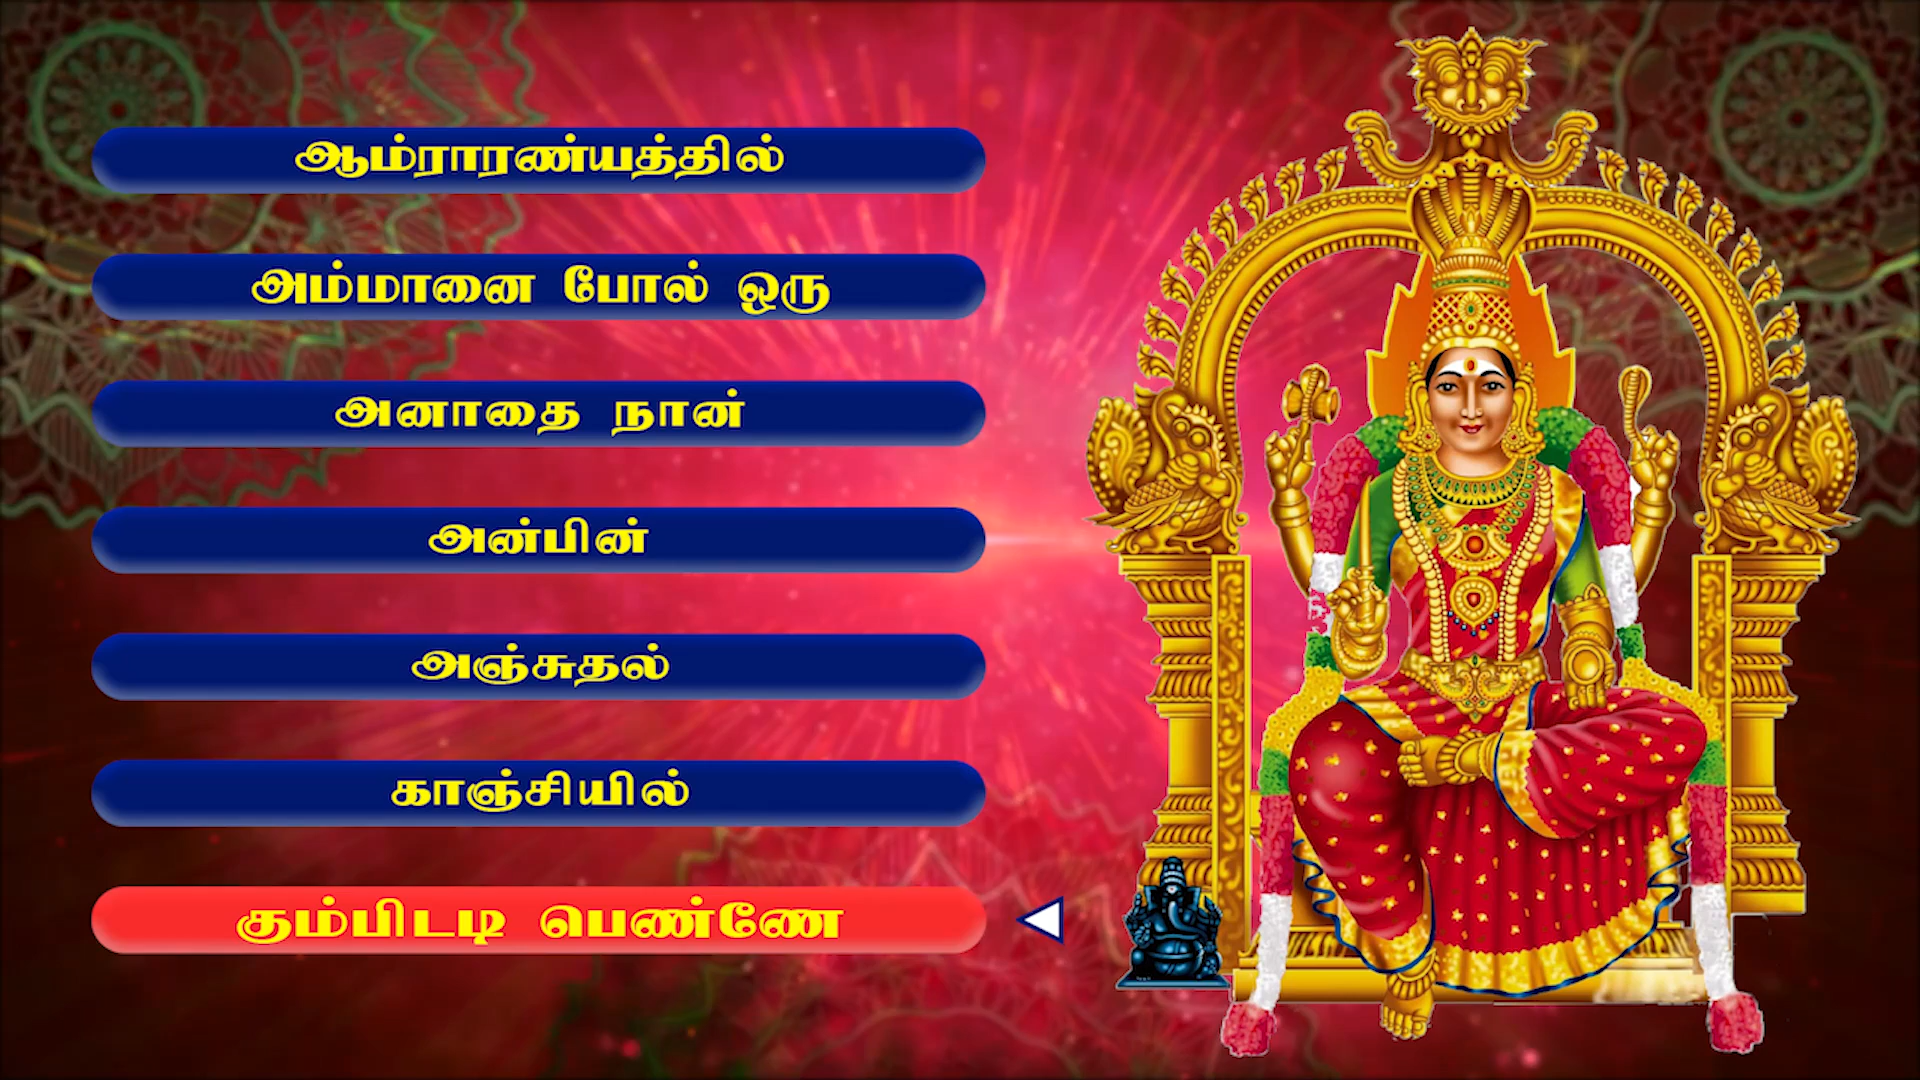 ஆம்ராரண்யத்தில்
அம்மானை போல் ஒரு
அனாதை நான்
அன்பின்
அஞ்சுதல்
காஞ்சியில்
கும்பிடடி பெண்ணே